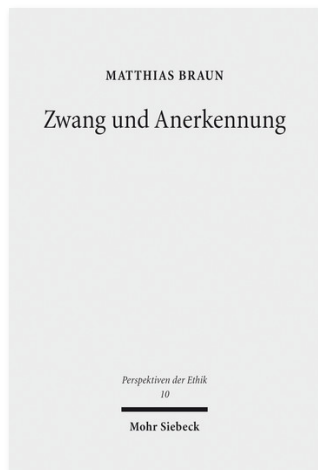 MATTHIAS BRAUN
Zwang und Anerkennung
Perspektiven der Ethik
10
Mohr Siebeck